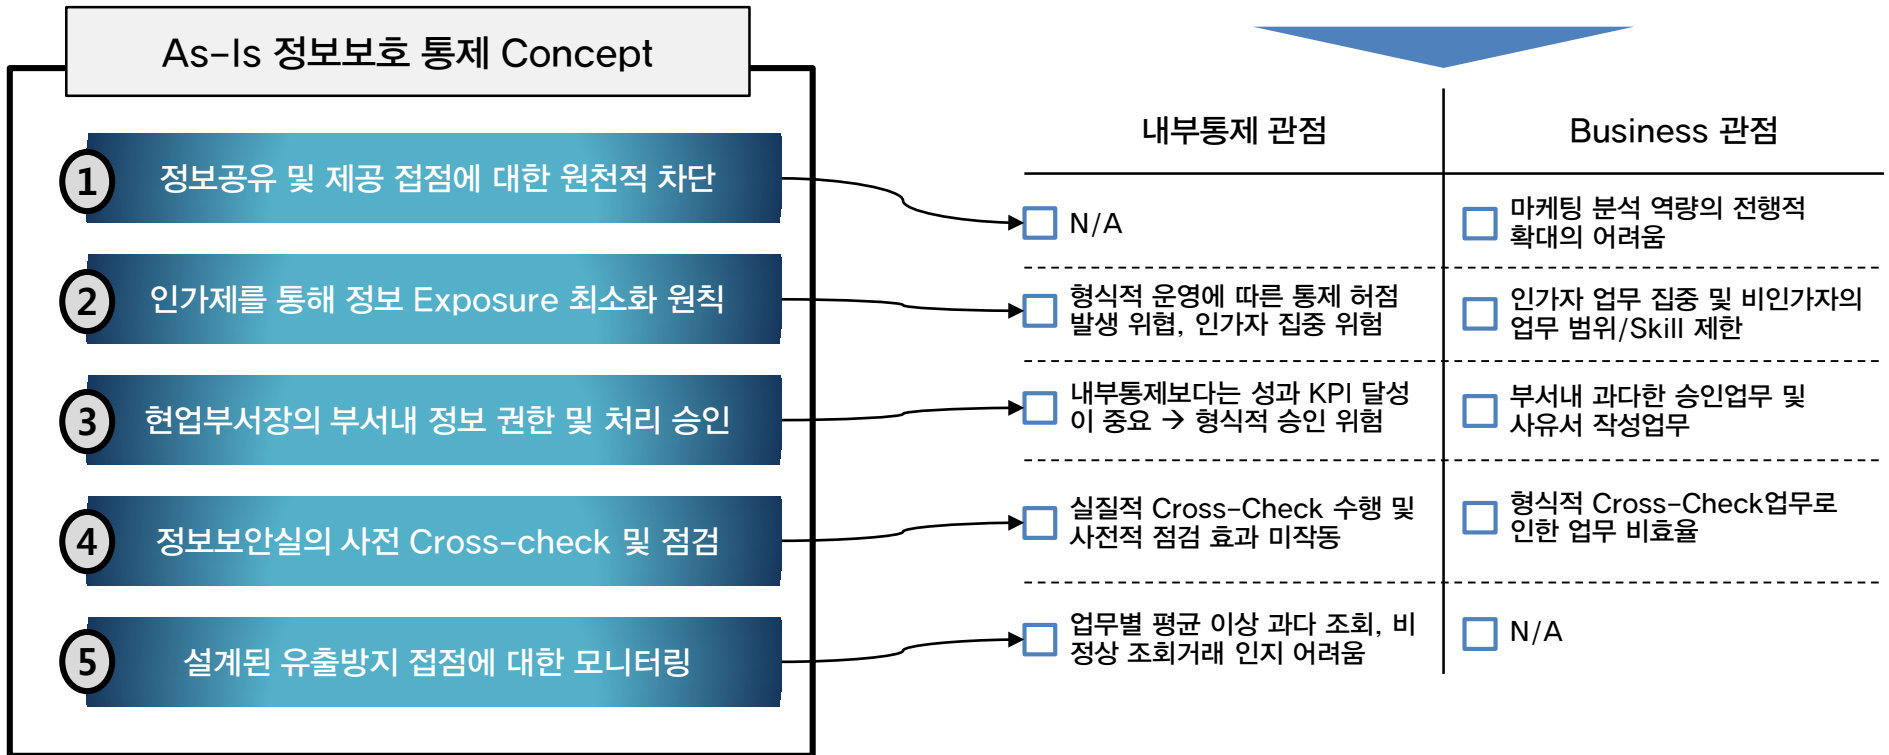 As-Is 정보보호 통제 Concept
내부통제 관점
Business 관점
1
정보공유 및 제공 접점에 대한 원천적 차단
N/A
마케팅 분석 역량의 전행적
확대의 어려움
2
인가제를 통해 정보 Exposure 최소화 원칙
형식적 운영에 따른 통제 허점
발생 위협, 인가자 집중 위험
인가자 업무 집중 및 비인가자의
업무 범위/Skill 제한
3
현업부서장의 부서내 정보 권한 및 처리 승인
내부통제보다는 성과 KPI 달성
이 중요 → 형식적 승인 위험
부서내 과다한 승인업무 및
사유서 작성업무
4
정보보안실의 사전 Cross-check 및 점검
실질적 Cross-Check 수행 및
사전적 점검 효과 미작동
형식적 Cross-Check업무로
인한 업무 비효율
5
설계된 유출방지 접점에 대한 모니터링
업무별 평균 이상 과다 조회, 비
정상 조회거래 인지 어려움
N/A